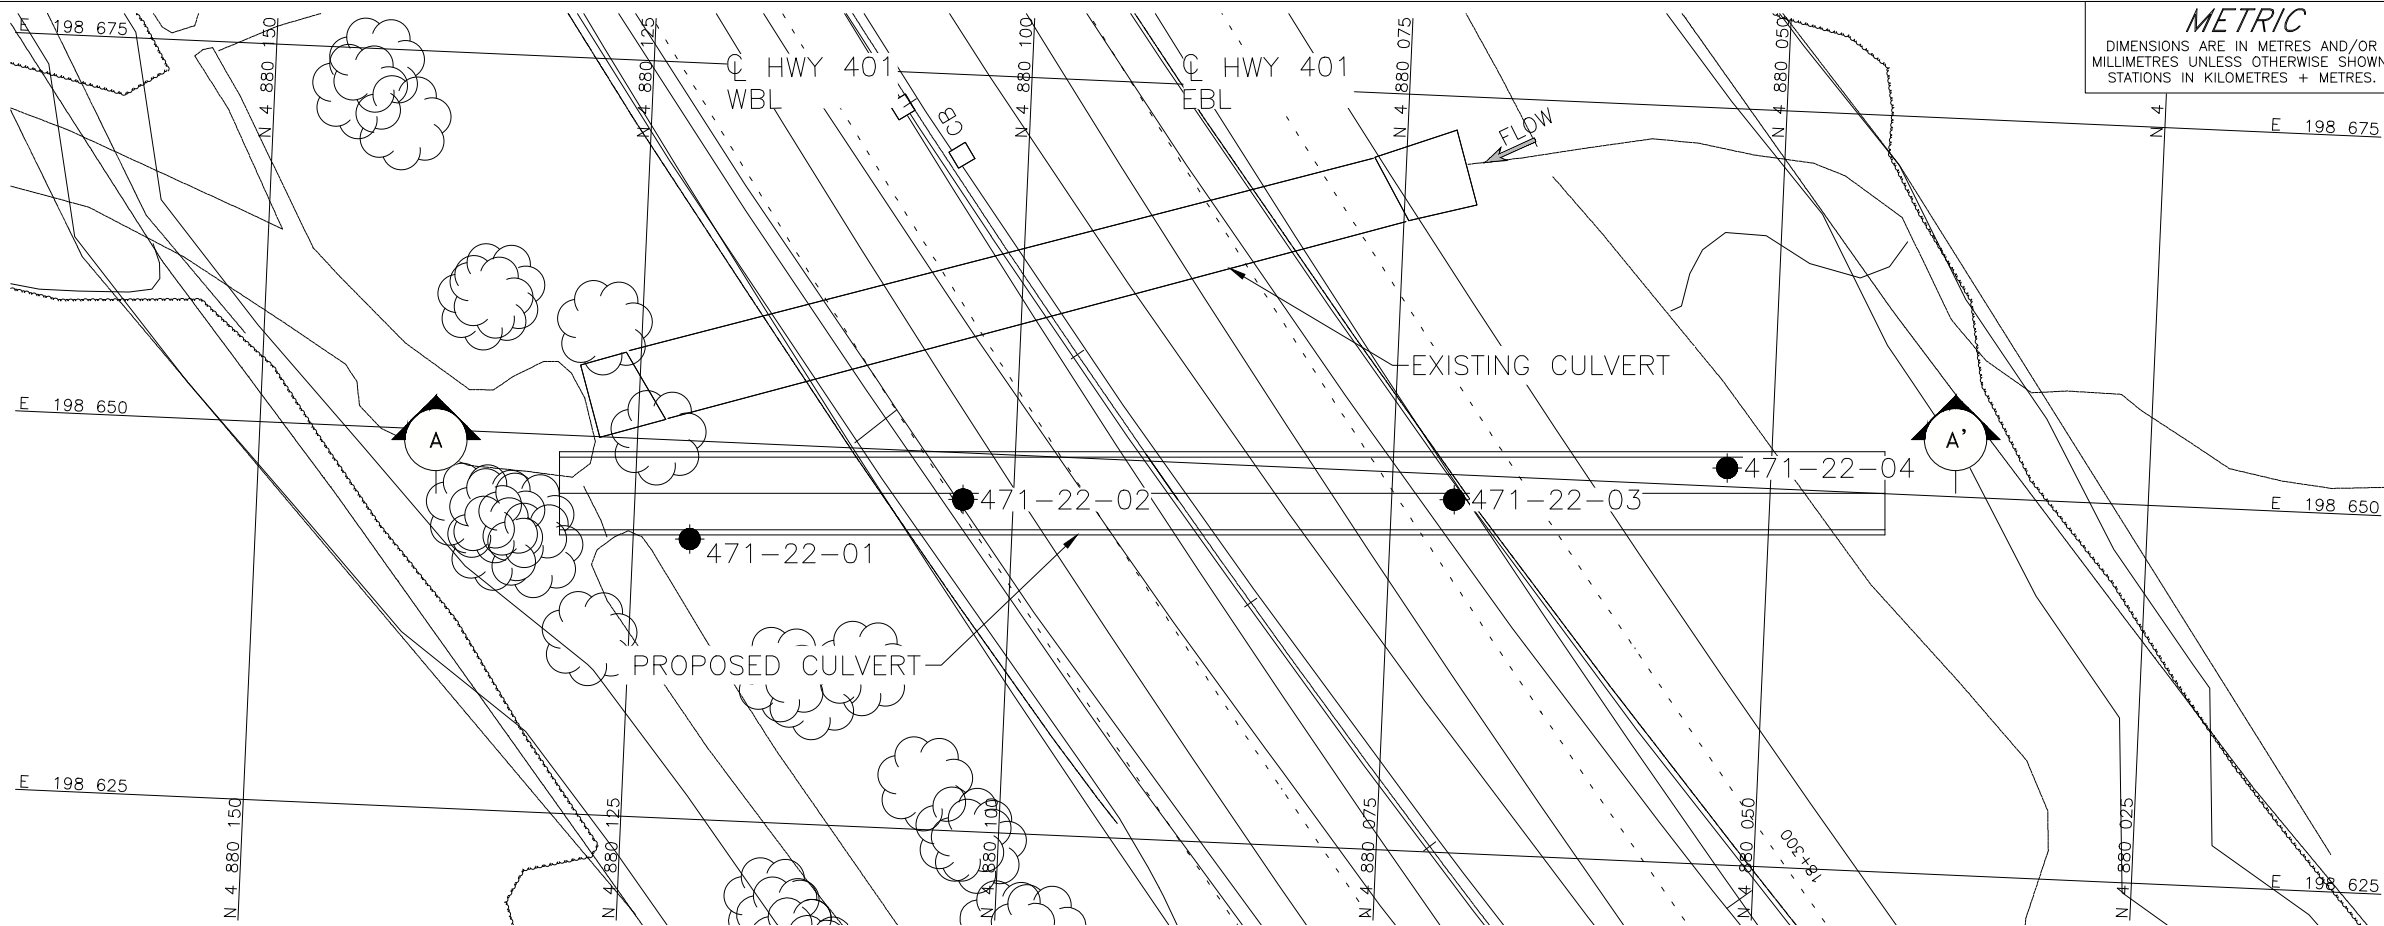 METRIC
DIMENSIONS ARE IN METRES AND/OR
MILLIMETRES UNLESS OTHERWISE SHOWN
STATIONS IN KILOMETRES + METRES.
E 198 675
N 4 880 150
N 4 880 125
℄ HWY 401
WBL
CB
N 4 880 100
℄ HWY 401
EBL
N 4 880 075
FLOW
N 4 880 050
N 4
E 198 675
EXISTING CULVERT
E 198 650
A
A'
471-22-04
471-22-02
471-22-03
E 198 650
471-22-01
PROPOSED CULVERT
E 198 625
N 4 880 150
N 4 880 125
N 4 880 100
N 4 880 075
N 4 880 050
18+300
N 4 880 025
E 198 625